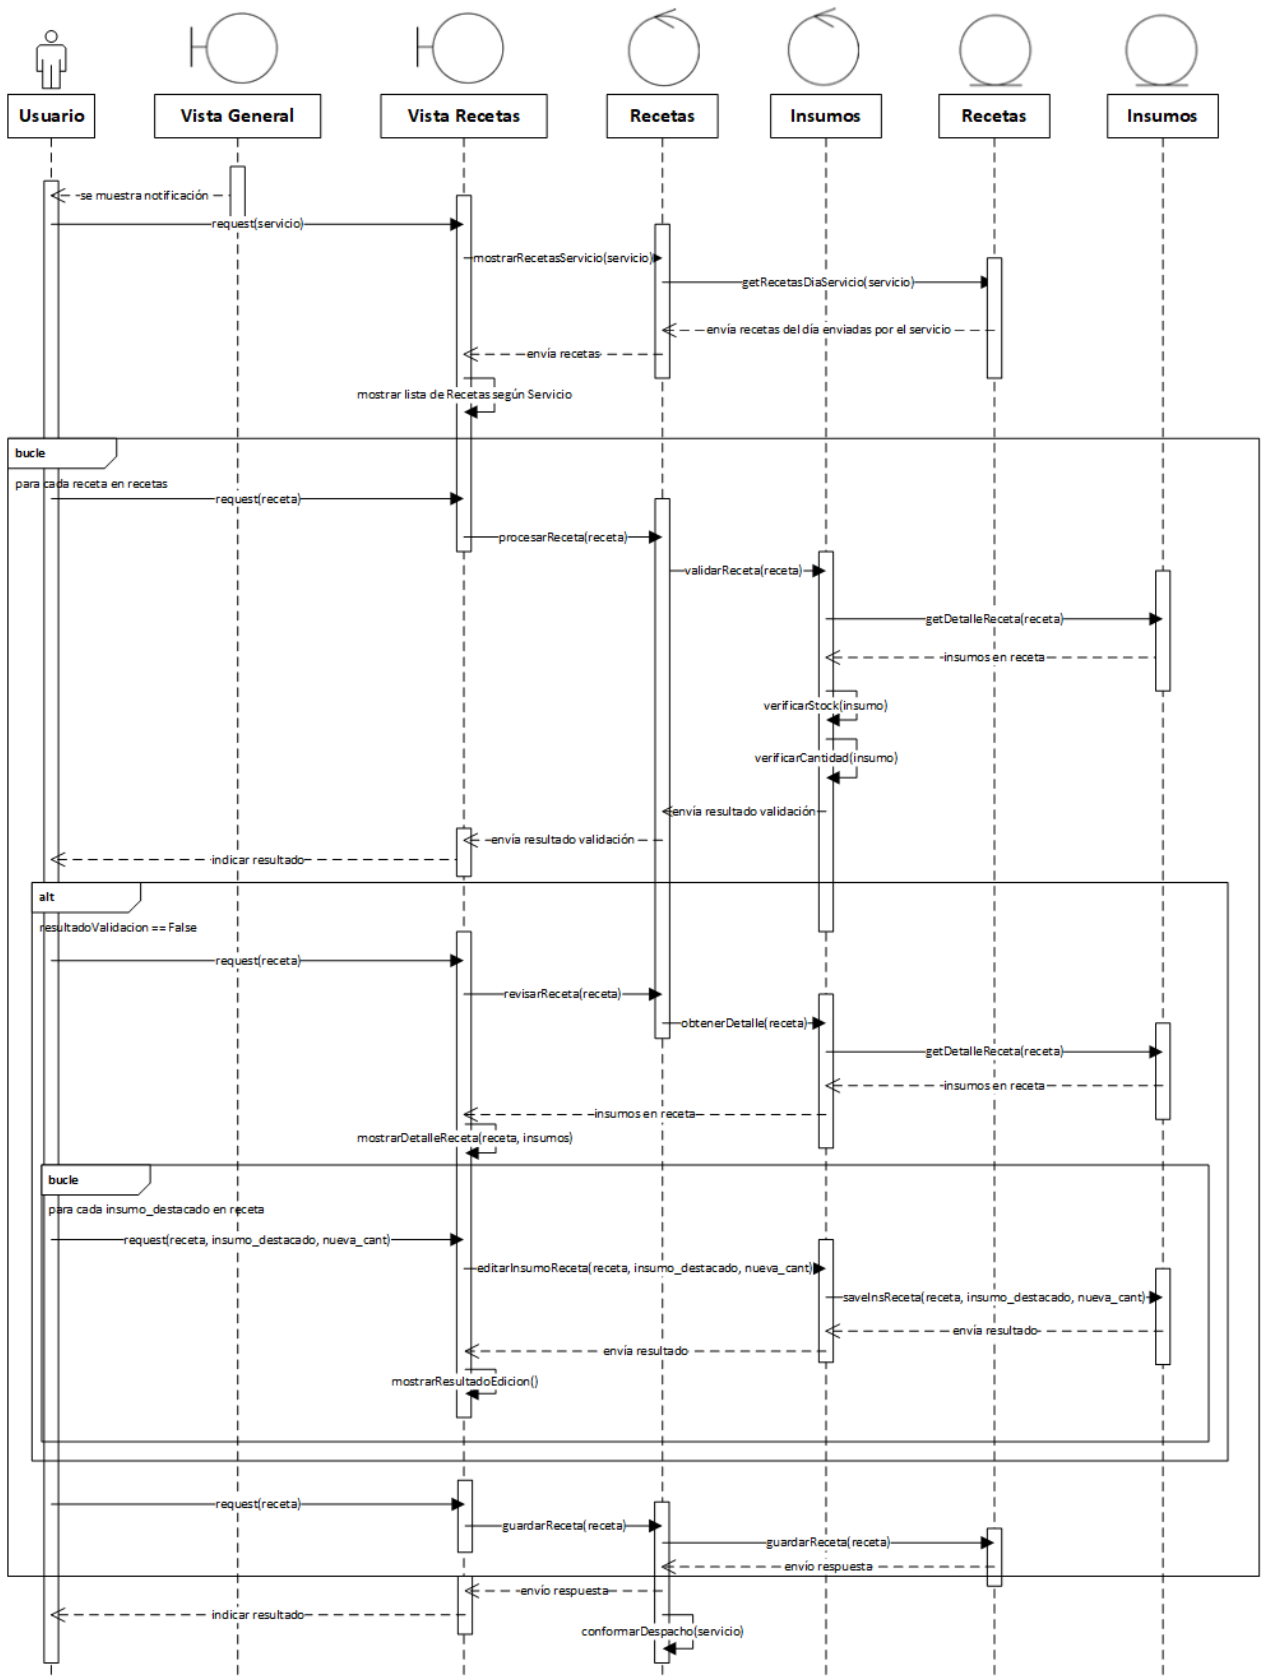 Usuario
Vista General
Vista Recetas
Recetas
Insumos
Recetas
Insumos
se muestra notificación
request(servicio)
mostrarRecetasServicio(servicio)
getRecetasDiaServicio(servicio)
envía recetas del día enviadas por el servicio
envía recetas
mostrar lista de Recetas según Servicio
bucle
para cada receta en recetas
request(receta)
procesarReceta(receta)
validarReceta(receta)
getDetalleReceta(receta)
insumos en receta
verificarStock(insumo)
verificarCantidad(insumo)
envía resultado validación
envía resultado validación
indicar resultado
alt
resultadoValidacion == False
request(receta)
revisarReceta(receta)
obtenerDetalle(receta)
getDetalleReceta(receta)
insumos en receta
insumos en receta
mostrarDetalleReceta(receta, insumos)
bucle
para cada insumo_destacado en receta
request(receta, insumo_destacado, nueva_cant)
editarInsumoReceta(receta, insumo_destacado, nueva_cant)
saveInsReceta(receta, insumo_destacado, nueva_cant)
envía resultado
envía resultado
mostrarResultadoEdicion()
request(receta)
guardarReceta(receta)
guardarReceta(receta)
envío respuesta
envío respuesta
indicar resultado
conformarDespacho(servicio)